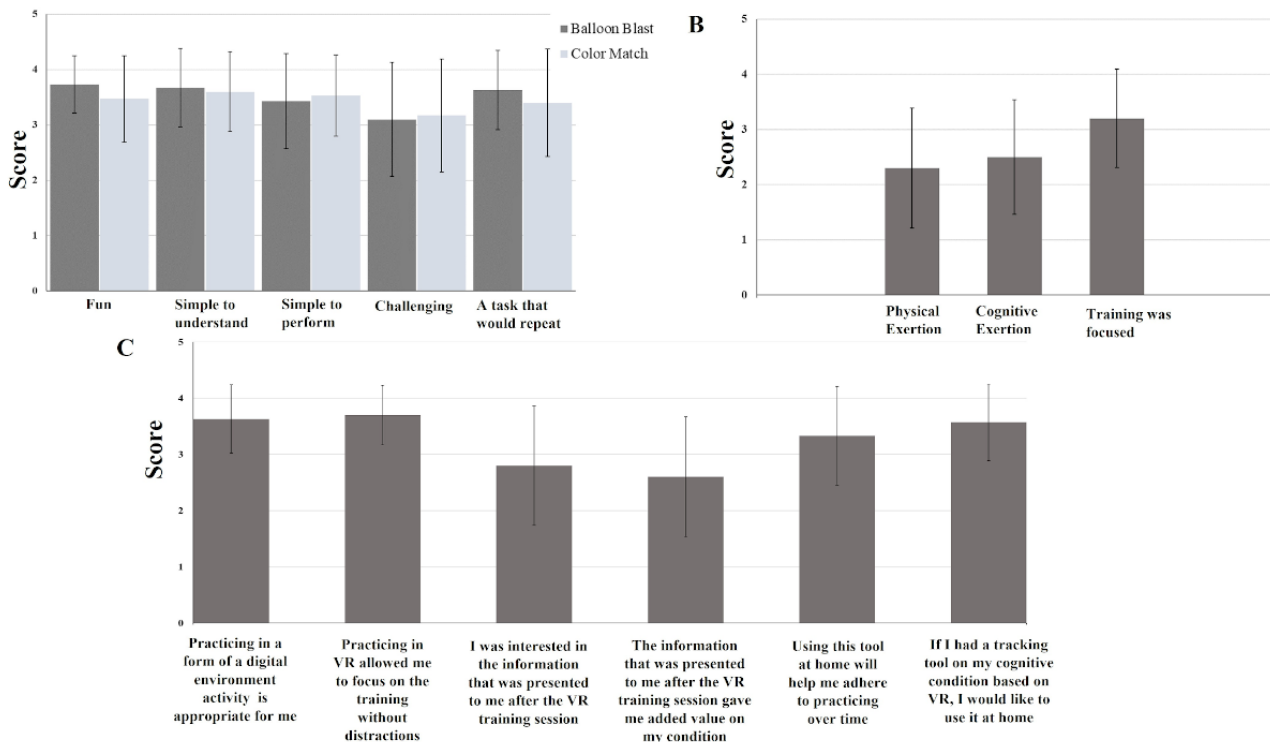 5
4
3
2
1
0
Score
Balloon Blast
Color Match
Fun
Simple to
understand
Simple to
perform
Challenging
A task that
would repeat
B
5
4
3
2
1
0
Score
Physical
Exertion
Cognitive
Exertion
Training was
focused
C
5
4
3
2
1
0
Score
Practicing in a
form of a digital
environment
activity is
appropriate for me
Practicing in
VR allowed me
to focus on the
training
without
distractions
I was interested in
the information
that was presented
to me after the VR
training session
The information
that was presented
to me after the VR
training session gave
me added value on
my condition
Using this tool
at home will
help me adhere
to practicing
over time
If I had a tracking
tool on my cognitive
condition based on
VR, I would like to
use it at home